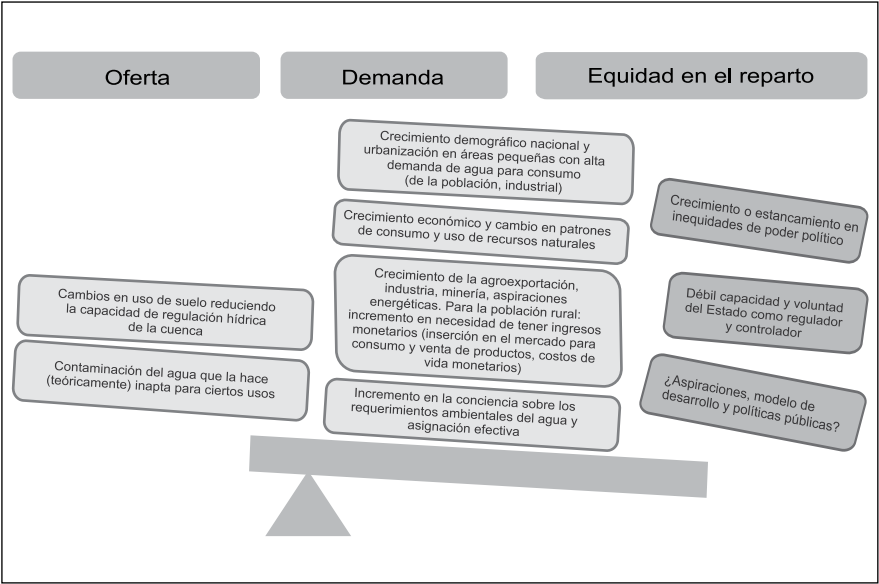 Oferta
Demanda
Equidad en el reparto
Cambios en uso de suelo reduciendo
la capacidad de regulación hídrica
de la cuenca
Contaminación del agua que la hace
(teóricamente) inapta para ciertos usos
Crecimiento demográfico nacional y
urbanización en áreas pequeñas con alta
demanda de agua para consumo
(de la población, industrial)
Crecimiento económico y cambio en patrones
de consumo y uso de recursos naturales
Crecimiento de la agroexportación,
industria, minería, aspiraciones
energéticas. Para la población rural:
incremento en necesidad de tener ingresos
monetarios (inserción en el mercado para
consumo y venta de productos, costos de
vida monetarios)
Incremento en la conciencia sobre los
requerimientos ambientales del agua y
asignación efectiva
Crecimiento o estancamiento en
inequidades de poder político
Débil capacidad y voluntad
del Estado como regulador
y controlador
¿Aspiraciones, modelo de
desarrollo y políticas públicas?